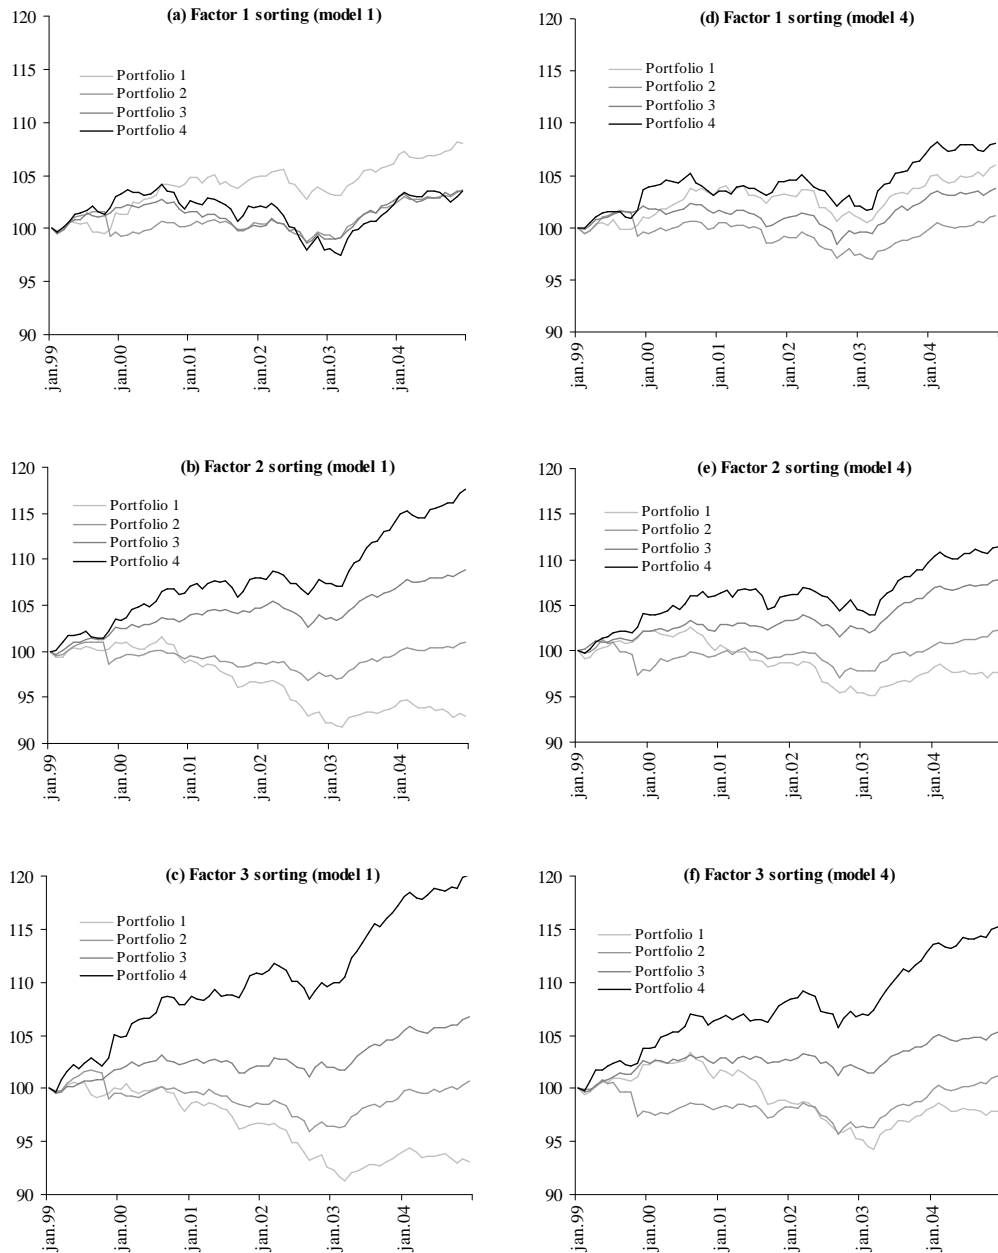 (a) Factor 1 sorting (model 1)
120
115
110
105
100
95
90
Portfolio 1
Portfolio 2
Portfolio 3
Portfolio 4
jan.99
jan.00
jan.01
jan.02
jan.03
jan.04
(d) Factor 1 sorting (model 4)
120
115
110
105
100
95
90
Portfolio 1
Portfolio 2
Portfolio 3
Portfolio 4
jan.99
jan.00
jan.01
jan.02
jan.03
jan.04
(b) Factor 2 sorting (model 1)
120
115
110
105
100
95
90
Portfolio 1
Portfolio 2
Portfolio 3
Portfolio 4
jan.99
jan.00
jan.01
jan.02
jan.03
jan.04
(e) Factor 2 sorting (model 4)
120
115
110
105
100
95
90
Portfolio 1
Portfolio 2
Portfolio 3
Portfolio 4
jan.99
jan.00
jan.01
jan.02
jan.03
jan.04
(c) Factor 3 sorting (model 1)
120
115
110
105
100
95
90
Portfolio 1
Portfolio 2
Portfolio 3
Portfolio 4
jan.99
jan.00
jan.01
jan.02
jan.03
jan.04
(f) Factor 3 sorting (model 4)
120
115
110
105
100
95
90
Portfolio 1
Portfolio 2
Portfolio 3
Portfolio 4
jan.99
jan.00
jan.01
jan.02
jan.03
jan.04